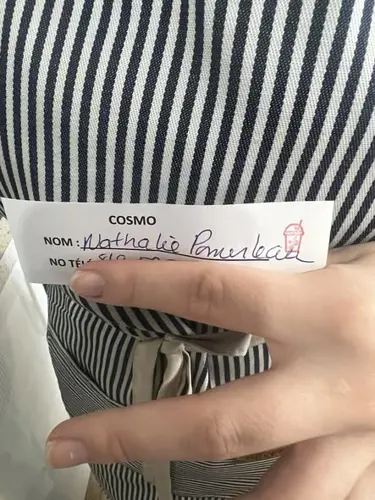 COSMO
NOM : Nathalie Pomerleau
NO TÉL